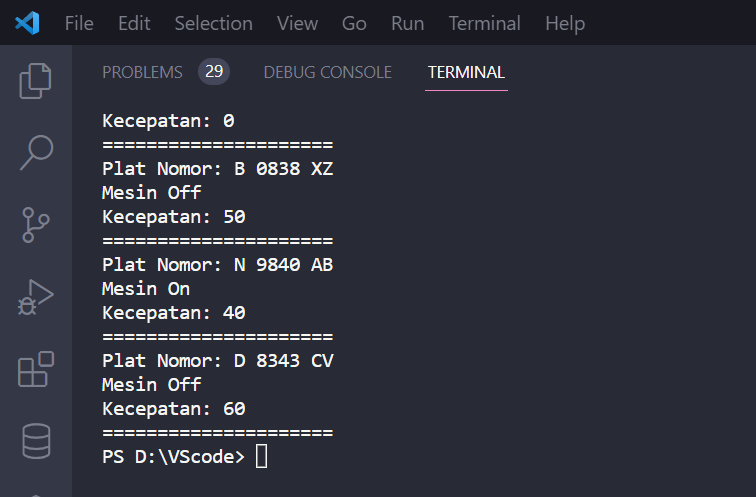 File Edit Selection View Go Run Terminal Help
PROBLEMS 29 DEBUG CONSOLE TERMINAL
Kecepatan: 0
=====================
Plat Nomor: B 0838 XZ
Mesin Off
Kecepatan: 50
=====================
Plat Nomor: N 9840 AB
Mesin On
Kecepatan: 40
=====================
Plat Nomor: D 8343 CV
Mesin Off
Kecepatan: 60
=====================
PS D:\VScode>